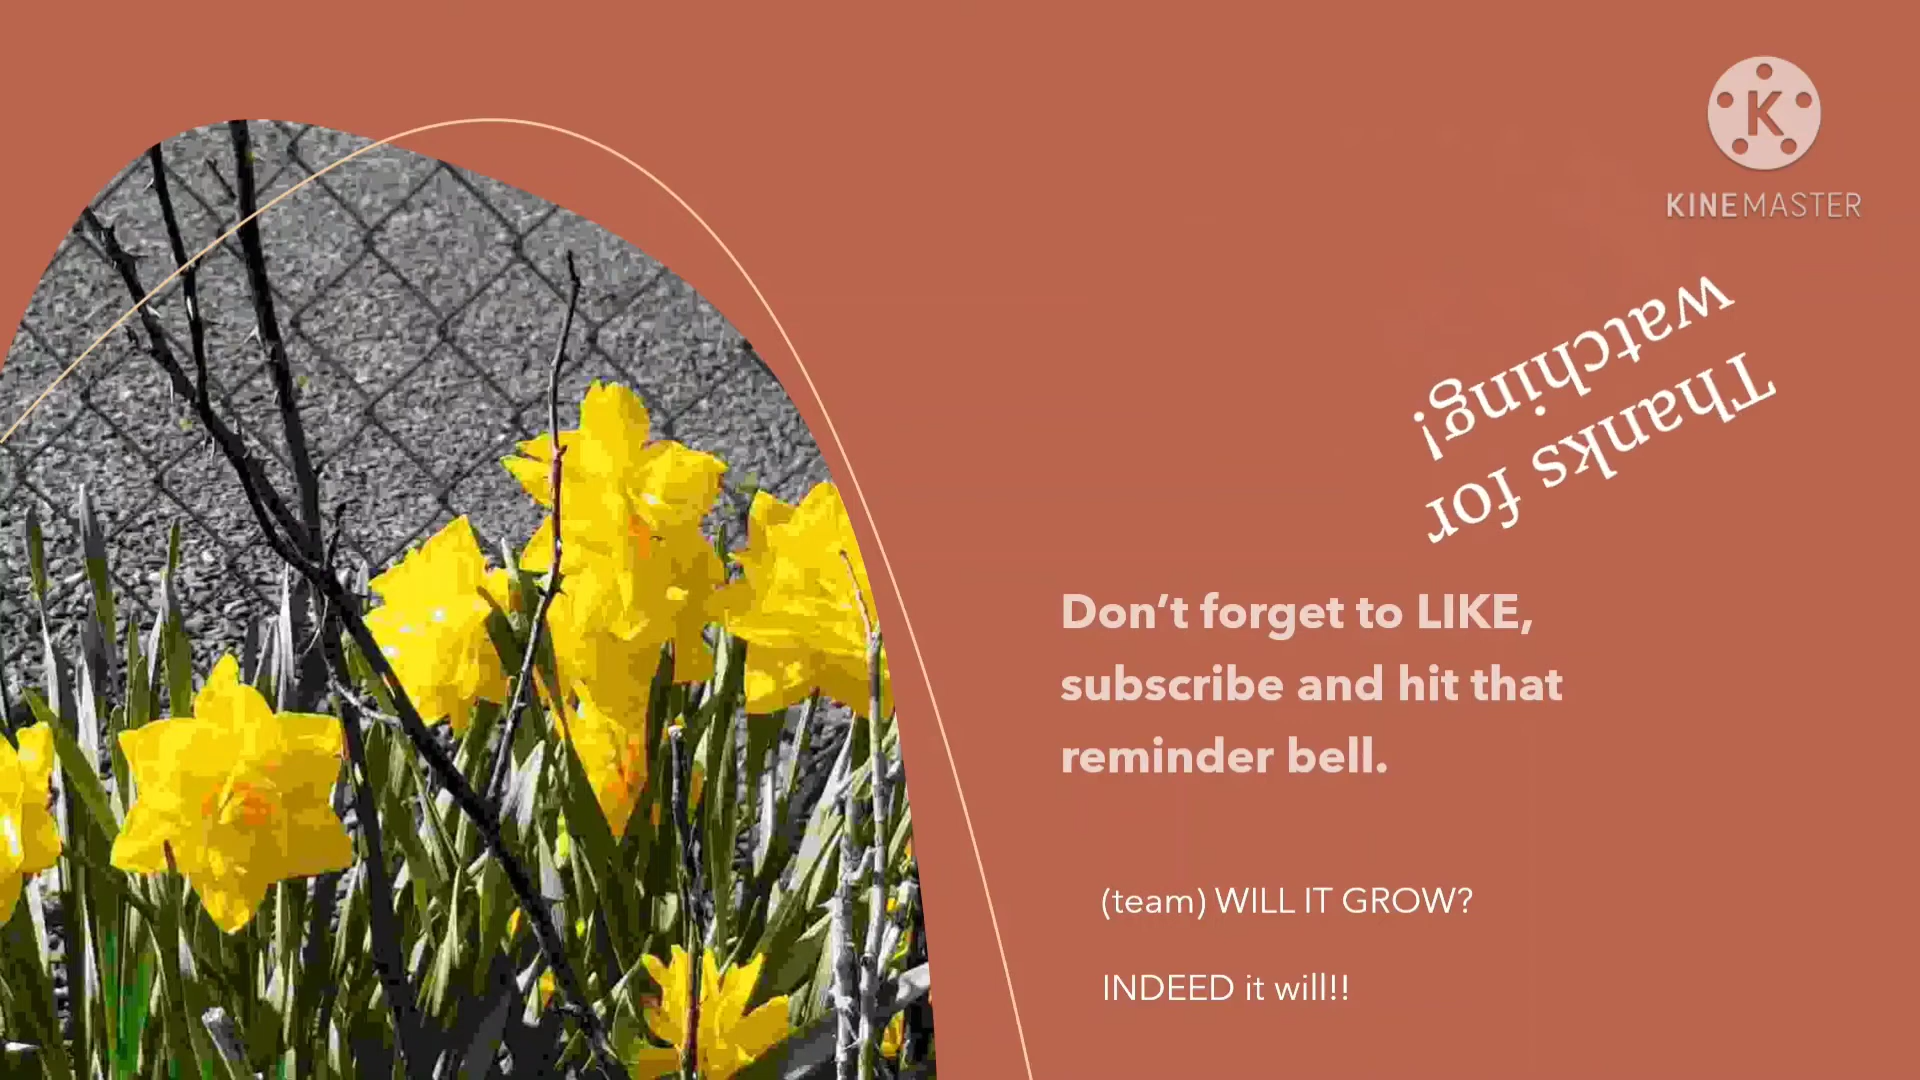 K
KINEMASTER
Thanks for
watching!
Don’t forget to LIKE,
subscribe and hit that
reminder bell.
(team) WILL IT GROW?
INDEED it will!!